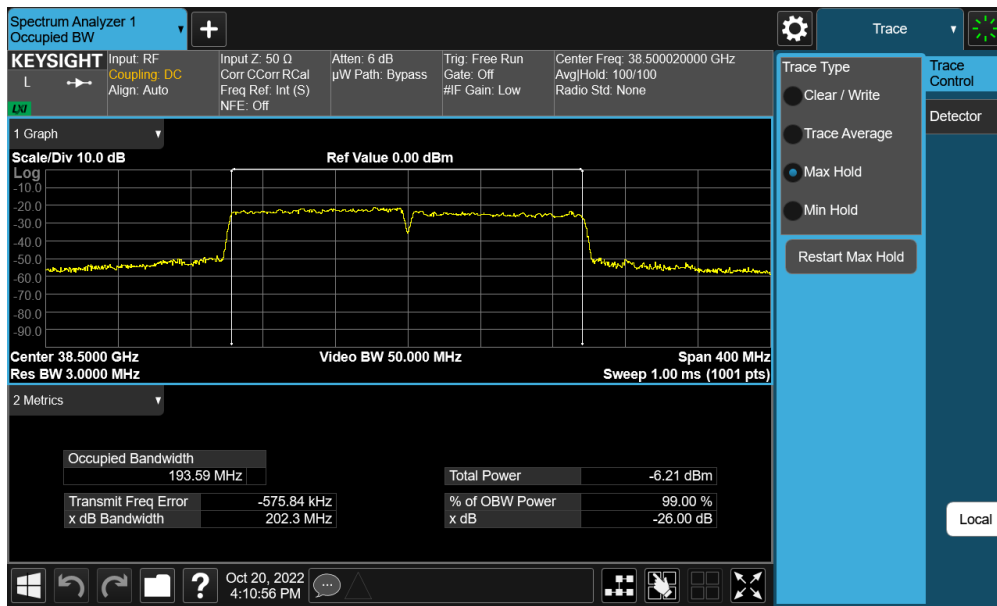 Spectrum Analyzer 1
Occupied BW
+
Trace
KEYSIGHT
L
LXI
Input: RF
Coupling: DC
Align: Auto
Input Z: 50 Ω
Corr CCorr RCal
Freq Ref: Int (S)
NFE: Off
Atten: 6 dB
µW Path: Bypass
Trig: Free Run
Gate: Off
#IF Gain: Low
Center Freq: 38.500020000 GHz
Avg|Hold: 100/100
Radio Std: None
Trace Type
Clear / Write
Trace Average
Max Hold
Min Hold
Restart Max Hold
Trace
Control
Detector
Local
1 Graph
Scale/Div 10.0 dB
Ref Value 0.00 dBm
Log
-10.0
-20.0
-30.0
-40.0
-50.0
-60.0
-70.0
-80.0
-90.0
Center 38.5000 GHz
Video BW 50.000 MHz
Span 400 MHz
Res BW 3.0000 MHz
Sweep 1.00 ms (1001 pts)
2 Metrics
Occupied Bandwidth
193.59 MHz
Total Power -6.21 dBm
Transmit Freq Error -575.84 kHz
% of OBW Power 99.00 %
x dB Bandwidth 202.3 MHz
x dB -26.00 dB
?
Oct 20, 2022
4:10:56 PM